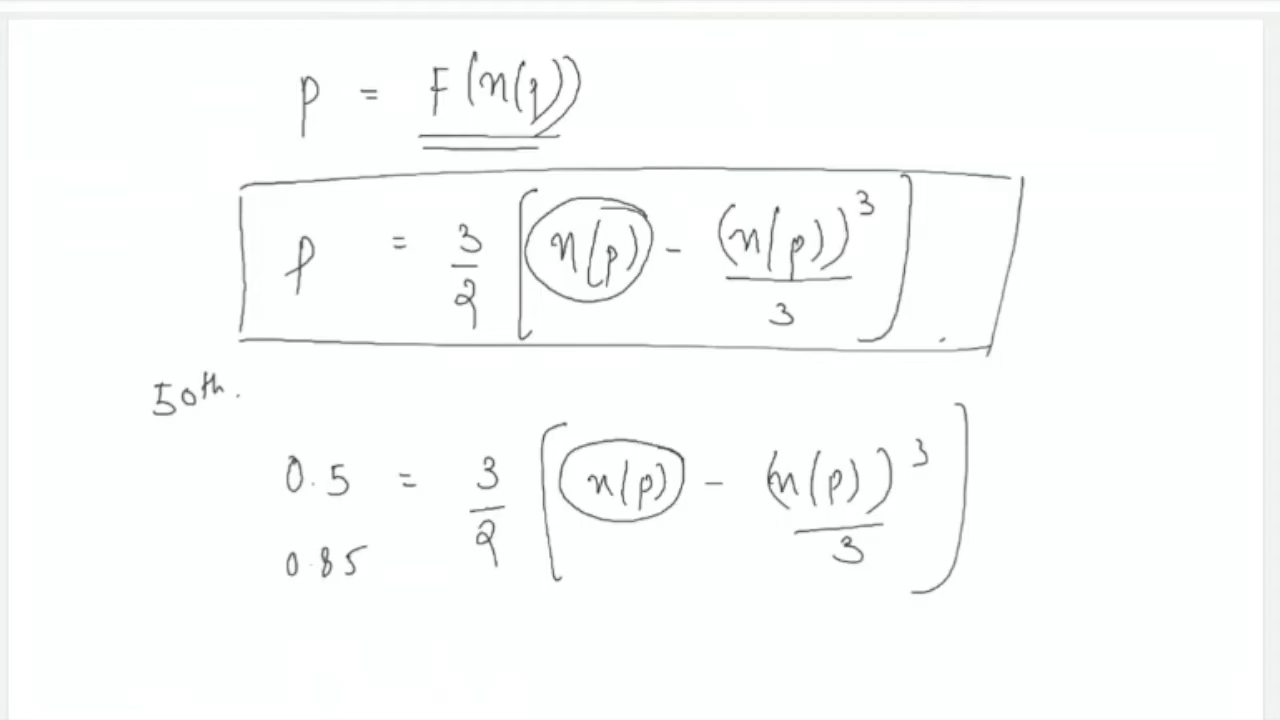 p = F(n(p))
p = 3/2 [n(p) - (n(p))^3/3]
50th.
0.5 = 3/2 [n(p) - (n(p))^3/3]
0.85